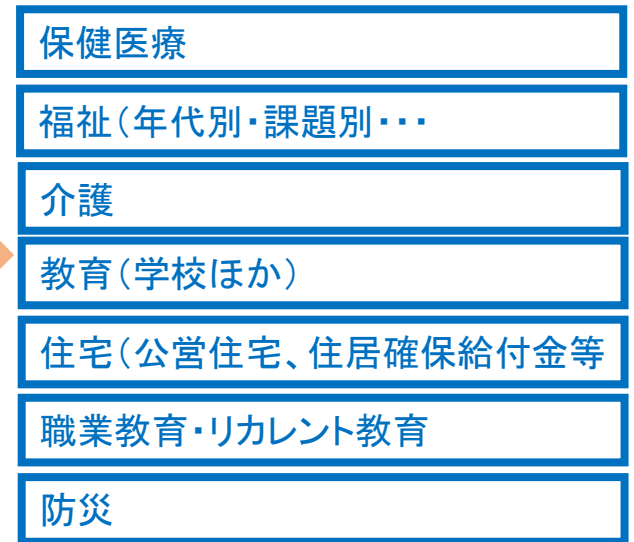 保健医療
福祉（年代別・課題別・・・
介護
教育（学校ほか）
住宅（公営住宅、住居確保給付金等
職業教育・リカレント教育
防災